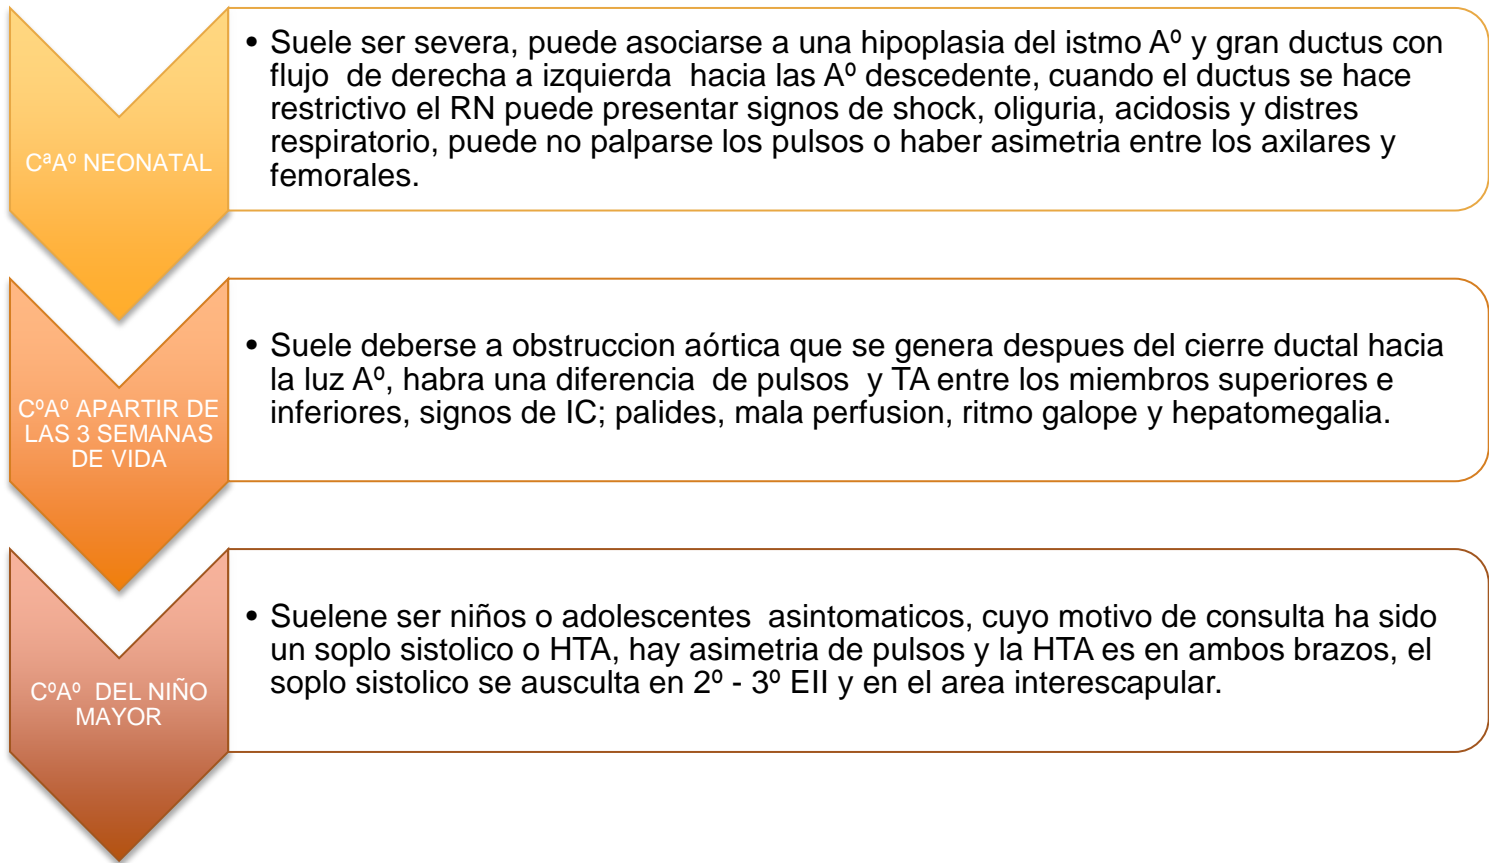 CªAº NEONATAL
• Suele ser severa, puede asociarse a una hipoplasia del istmo Aº y gran ductus con
flujo  de derecha a izquierda  hacia las Aº descedente, cuando el ductus se hace
restrictivo el RN puede presentar signos de shock, oliguria, acidosis y distres
respiratorio, puede no palparse los pulsos o haber asimetria entre los axilares y
femorales.
CºAº APARTIR DE
LAS 3 SEMANAS
DE VIDA
• Suele deberse a obstruccion aórtica que se genera despues del cierre ductal hacia
la luz Aº, habra una diferencia  de pulsos  y TA entre los miembros superiores e
inferiores, signos de IC; palides, mala perfusion, ritmo galope y hepatomegalia.
CºAº  DEL NIÑO
MAYOR
• Suelene ser niños o adolescentes  asintomaticos, cuyo motivo de consulta ha sido
un soplo sistolico o HTA, hay asimetria de pulsos y la HTA es en ambos brazos, el
soplo sistolico se ausculta en 2º - 3º EII y en el area interescapular.